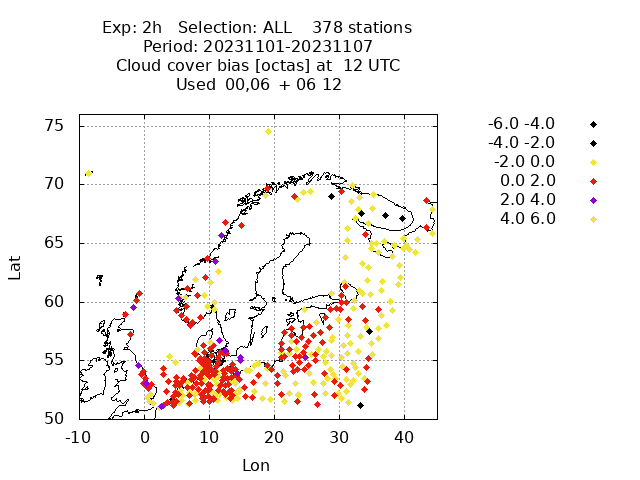 Exp: 2h   Selection: ALL    378 stations
Period: 20231101-20231107
Cloud cover bias [octas] at  12 UTC
Used  00,06  + 06 12
-6.0 -4.0
-4.0 -2.0
-2.0 0.0
0.0 2.0
2.0 4.0
4.0 6.0
75
70
65
60
55
50
Lat
-10 0 10 20 30 40
Lon